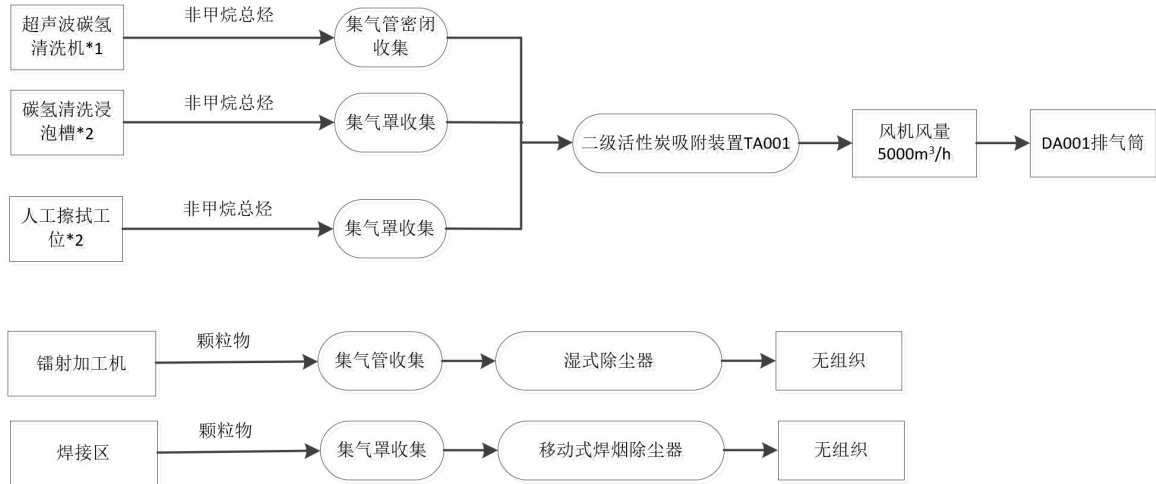 超声波碳氢
清洗机*1
非甲烷总烃
集气管密闭
收集
碳氢清洗浸
泡槽*2
非甲烷总烃
集气罩收集
二级活性炭吸附装置TA001
风机风量
5000m³/h
DA001排气筒
人工擦拭工
位*2
非甲烷总烃
集气罩收集
镭射加工机
颗粒物
集气管收集
湿式除尘器
无组织
焊接区
颗粒物
集气罩收集
移动式焊烟除尘器
无组织